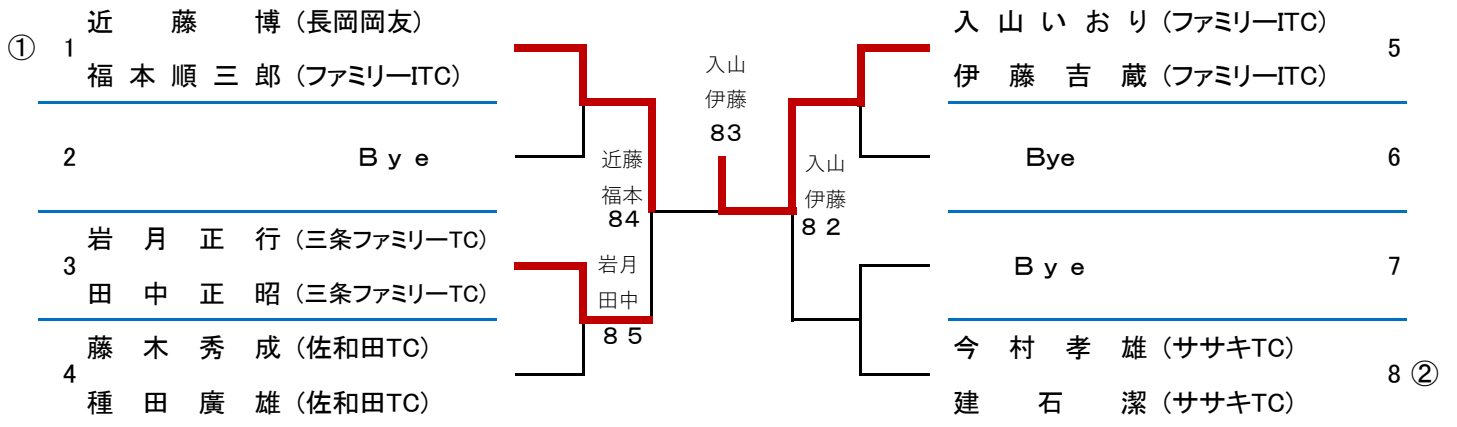 ① 1 近藤博 (長岡岡友)
福本順三郎 (ファミリーITC)
2 Bye
3 岩月正行 (三条ファミリーTC)
田中正昭 (三条ファミリーTC)
4 藤木秀成 (佐和田TC)
種田廣雄 (佐和田TC)
近藤
福本
84
岩月
田中
85
入山
伊藤
83
入山
伊藤
82
入山いおり (ファミリーITC) 5
伊藤吉蔵 (ファミリーITC)
Bye 6
Bye 7
今村孝雄 (ササキTC) 8 ②
建石潔 (ササキTC)